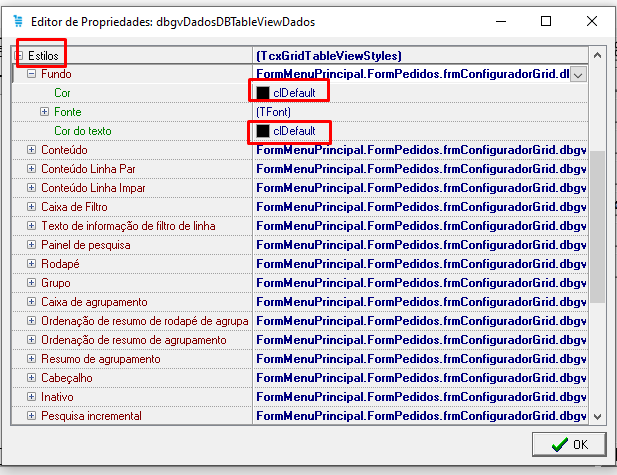 Editor de Propriedades: dbgvDadosDBTableViewDados
Estilos (TcxGridTableViewStyles)
Fundo FormMenuPrincipal.FormPedidos.frmConfiguradorGrid.dl
Cor clDefault
Fonte (TFont)
Cor do texto clDefault
Conteúdo FormMenuPrincipal.FormPedidos.frmConfiguradorGrid.dbgv
Conteúdo Linha Par FormMenuPrincipal.FormPedidos.frmConfiguradorGrid.dbgv
Conteúdo Linha Impar FormMenuPrincipal.FormPedidos.frmConfiguradorGrid.dbgv
Caixa de Filtro FormMenuPrincipal.FormPedidos.frmConfiguradorGrid.dbgv
Texto de informação de filtro de linha FormMenuPrincipal.FormPedidos.frmConfiguradorGrid.dbgv
Painel de pesquisa FormMenuPrincipal.FormPedidos.frmConfiguradorGrid.dbgv
Rodapé FormMenuPrincipal.FormPedidos.frmConfiguradorGrid.dbgv
Grupo FormMenuPrincipal.FormPedidos.frmConfiguradorGrid.dbgv
Caixa de agrupamento FormMenuPrincipal.FormPedidos.frmConfiguradorGrid.dbgv
Ordenação de resumo de rodapé de agrupa FormMenuPrincipal.FormPedidos.frmConfiguradorGrid.dbgv
Ordenação de resumo de agrupamento FormMenuPrincipal.FormPedidos.frmConfiguradorGrid.dbgv
Resumo de agrupamento FormMenuPrincipal.FormPedidos.frmConfiguradorGrid.dbgv
Cabeçalho FormMenuPrincipal.FormPedidos.frmConfiguradorGrid.dbgv
Inativo FormMenuPrincipal.FormPedidos.frmConfiguradorGrid.dbgv
Pesquisa incremental FormMenuPrincipal.FormPedidos.frmConfiguradorGrid.dbgv
OK